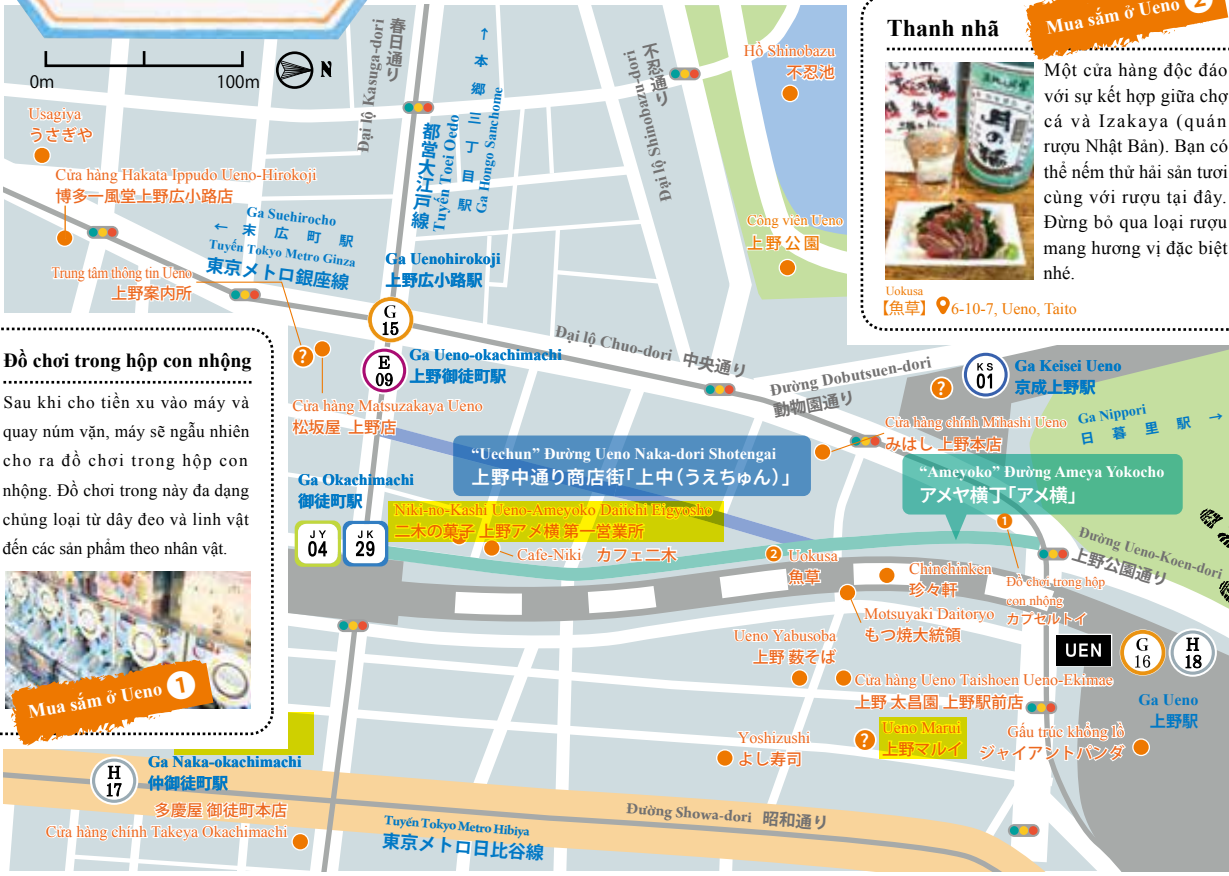 0m
100m
N
Đại lộ Kasuga-dori
春日通り
↑ 本郷三丁目駅
Ga Hongo Sanchome
都営大江戸線
Tuyến Toei Oedo
不忍通り
Đại lộ Shinobazu-dori
Hồ Shinobazu
不忍池
Công viên Ueno
上野公園
Usagiya
うさぎや
Cửa hàng Hakata Ippudo Ueno-Hirokoji
博多一風堂上野広小路店
Ga Suehirocho
← 末広町駅
Tuyến Tokyo Metro Ginza
東京メトロ銀座線
Trung tâm thông tin Ueno
上野案内所
Ga Uenohirokoji
上野広小路駅
G
15
E
09
Ga Ueno-okachimachi
上野御徒町駅
?
Cửa hàng Matsuzakaya Ueno
松坂屋 上野店
Thanh nhã
Mua sắm ở Ueno 2
Một cửa hàng độc đáo
với sự kết hợp giữa chợ
cá và Izakaya (quán
rượu Nhật Bản). Bạn có
thể nếm thử hải sản tươi
cùng với rượu tại đây.
Đừng bỏ qua loại rượu
mang hương vị đặc biệt
nhé.
Uokusa
【魚草】 6-10-7, Ueno, Taito
Đại lộ Chuo-dori 中央通り
Đường Dobutsuen-dori
動物園通り
?
KS
01
Ga Keisei Ueno
京成上野駅
Ga Nippori
日暮里駅 →
Cửa hàng chính Mihashi Ueno
みはし 上野本店
“Uechun” Đường Ueno Naka-dori Shotengai
上野中通り商店街「上中（うえちゅん）」
“Ameyoko” Đường Ameya Yokocho
アメヤ横丁「アメ横」
Đồ chơi trong hộp con nhộng
Sau khi cho tiền xu vào máy và
quay núm vặn, máy sẽ ngẫu nhiên
cho ra đồ chơi trong hộp con
nhộng. Đồ chơi trong này đa dạng
chủng loại từ dây đeo và linh vật
đến các sản phẩm theo nhân vật.
Mua sắm ở Ueno 1
Ga Okachimachi
御徒町駅
JY
04
JK
29
Niki-no-Kashi Ueno-Ameyoko Daiichi Eigyosho
二木の菓子 上野アメ横 第一営業所
Cafe-Niki カフェ二木
2
Uokusa
魚草
Chinchinken
珍々軒
Motsuyaki Daitoryo
もつ焼大統領
1
Đồ chơi trong hộp
con nhộng
カプセルトイ
Đường Ueno-Koen-dori
上野公園通り
Ueno Yabusoba
上野 藪そば
Cửa hàng Ueno Taishoen Ueno-Ekimae
上野 太昌園 上野駅前店
UEN
G
16
H
18
Ga Ueno
上野駅
Yoshizushi
よし寿司
?
Ueno Marui
上野マルイ
Gấu trúc khổng lồ
ジャイアントパンダ
H
17
Ga Naka-okachimachi
仲御徒町駅
多慶屋 御徒町本店
Cửa hàng chính Takeya Okachimachi
Tuyến Tokyo Metro Hibiya
東京メトロ日比谷線
Đường Showa-dori 昭和通り